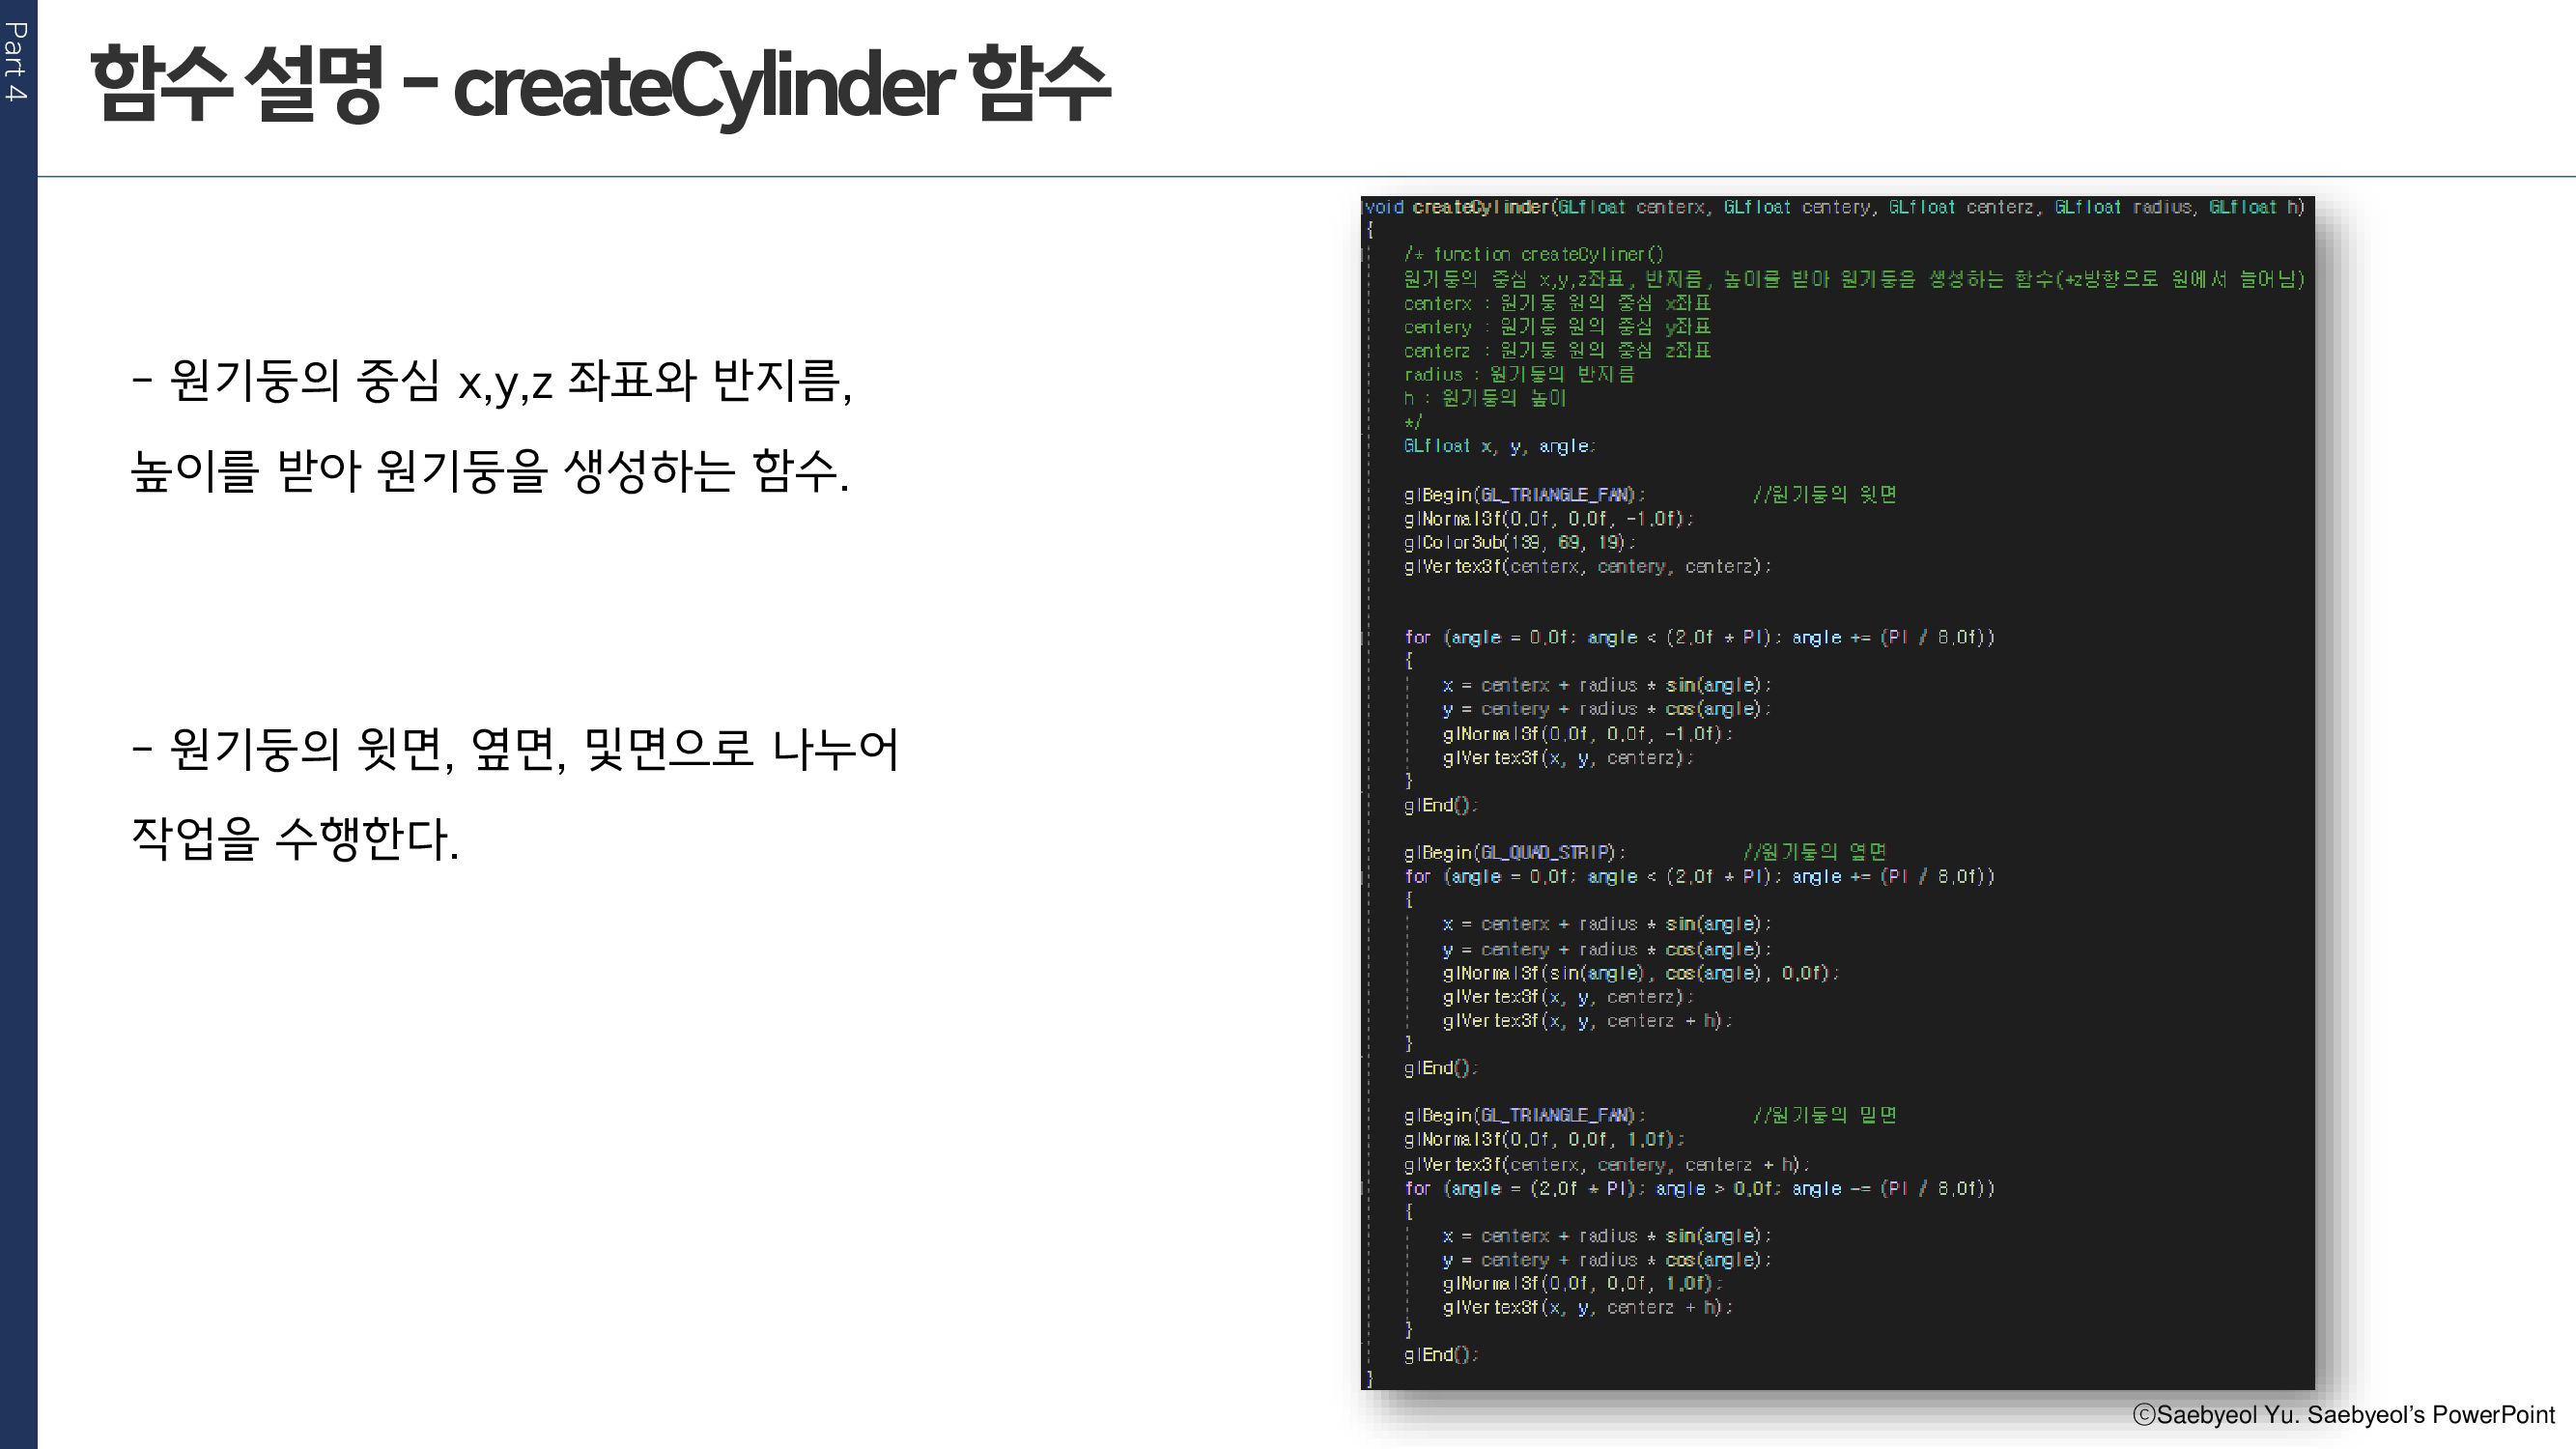 Part 4
함수 설명 - createCylinder 함수
- 원기둥의 중심 x,y,z 좌표와 반지름,
높이를 받아 원기둥을 생성하는 함수.
- 원기둥의 윗면, 옆면, 및면으로 나누어
작업을 수행한다.
void createCylinder(GLfloat centerx, GLfloat centery, GLfloat centerz, GLfloat radius, GLfloat h)
{
/* function createCyliner()
원기둥의 중심 x,y,z좌표, 반지름, 높이를 받아 원기둥을 생성하는 함수(+z방향으로 원에서 늘어남)
centerx : 원기둥 원의 중심 x좌표
centery : 원기둥 원의 중심 y좌표
centerz : 원기둥 원의 중심 z좌표
radius : 원기둥의 반지름
h : 원기둥의 높이
*/
GLfloat x, y, angle;
glBegin(GL_TRIANGLE_FAN); //원기둥의 윗면
glNormal3f(0.0f, 0.0f, -1.0f);
glColor3ub(139, 69, 19);
glVertex3f(centerx, centery, centerz);
for (angle = 0.0f; angle < (2.0f * PI); angle += (PI / 8.0f))
{
x = centerx + radius * sin(angle);
y = centery + radius * cos(angle);
glNormal3f(0.0f, 0.0f, -1.0f);
glVertex3f(x, y, centerz);
}
glEnd();
glBegin(GL_QUAD_STRIP); //원기둥의 옆면
for (angle = 0.0f; angle < (2.0f * PI); angle += (PI / 8.0f))
{
x = centerx + radius * sin(angle);
y = centery + radius * cos(angle);
glNormal3f(sin(angle), cos(angle), 0.0f);
glVertex3f(x, y, centerz);
glVertex3f(x, y, centerz + h);
}
glEnd();
glBegin(GL_TRIANGLE_FAN); //원기둥의 밑면
glNormal3f(0.0f, 0.0f, 1.0f);
glVertex3f(centerx, centery, centerz + h);
for (angle = (2.0f * PI); angle > 0.0f; angle -= (PI / 8.0f))
{
x = centerx + radius * sin(angle);
y = centery + radius * cos(angle);
glNormal3f(0.0f, 0.0f, 1.0f);
glVertex3f(x, y, centerz + h);
}
glEnd();
}
ⓒSaebyeol Yu. Saebyeol’s PowerPoint